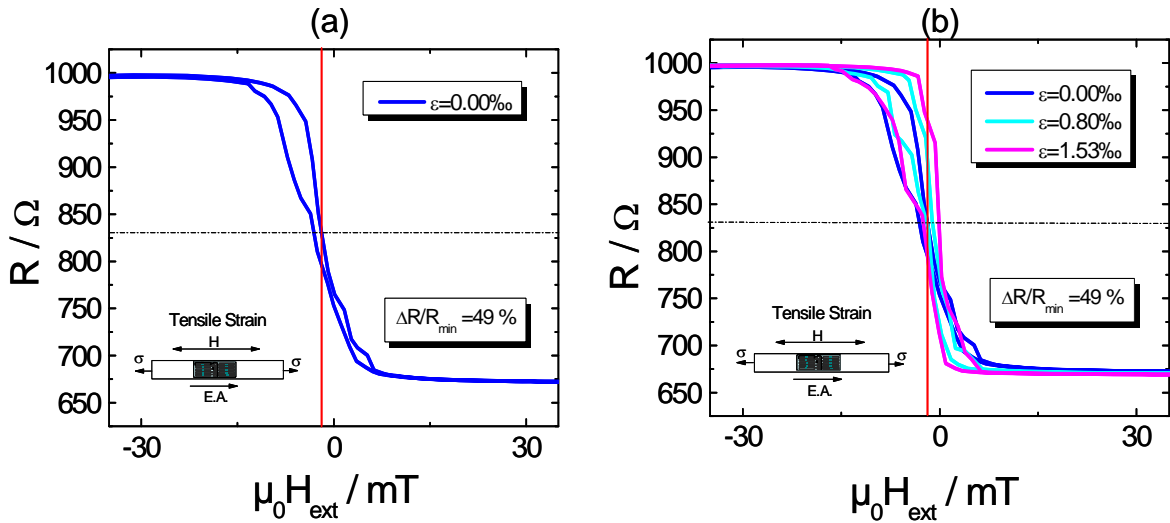 (a)
1000
950
900
850
800
750
700
650
R / Ω
ε=0.00‰
ΔR/Rmin =49 %
Tensile Strain
H
σ
σ
E.A.
-30
0
30
μ0Hext / mT
(b)
1000
950
900
850
800
750
700
650
R / Ω
ε=0.00‰
ε=0.80‰
ε=1.53‰
ΔR/Rmin =49 %
Tensile Strain
H
σ
σ
E.A.
-30
0
30
μ0Hext / mT